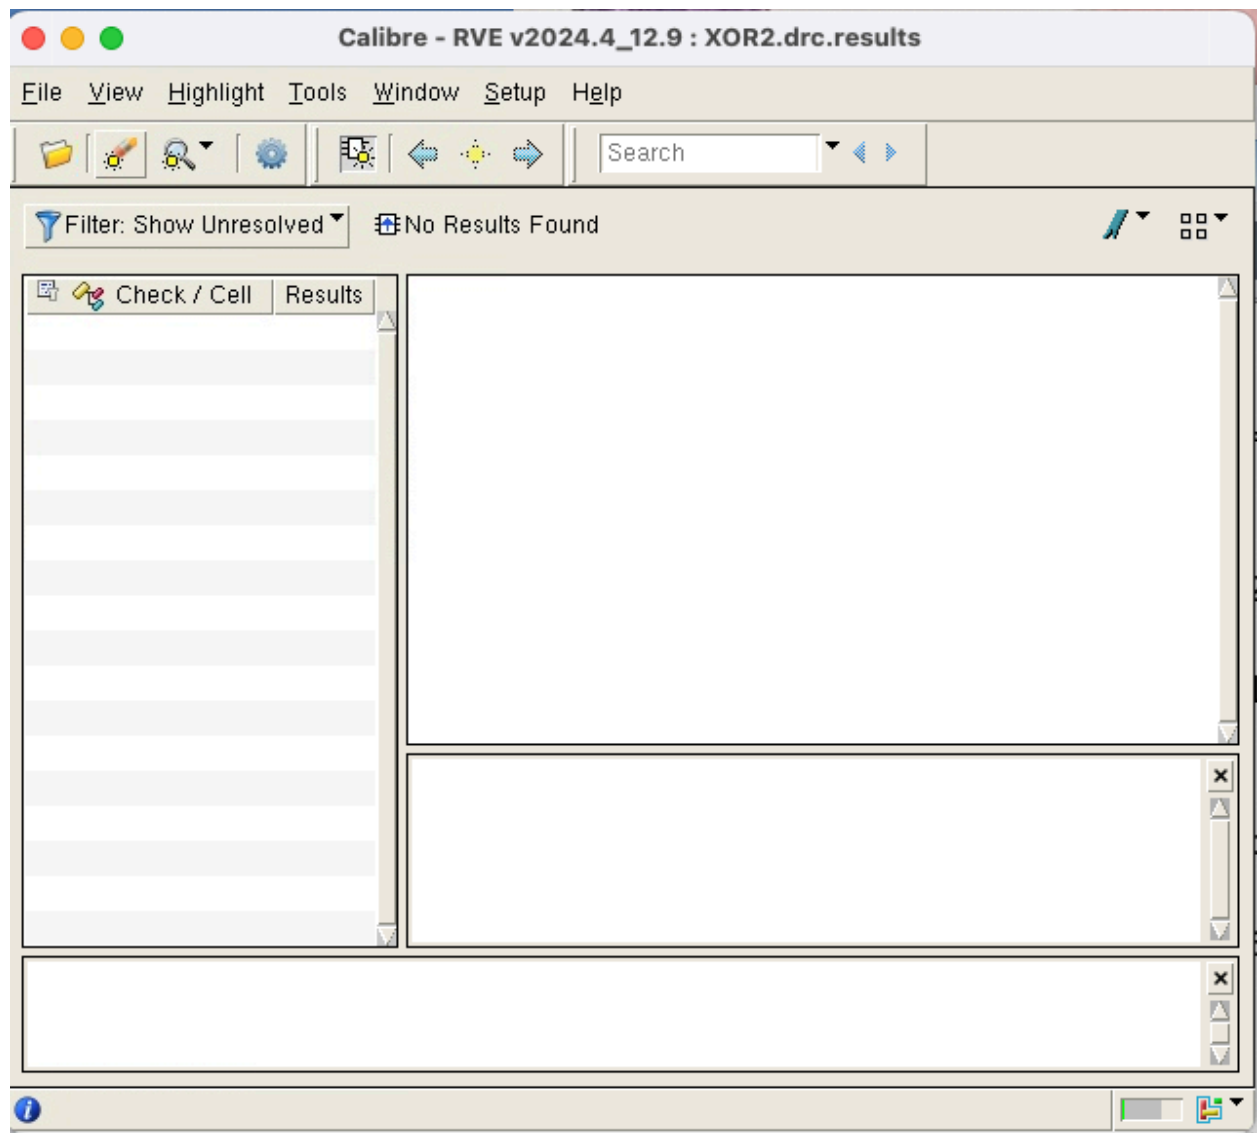 Calibre - RVE v2024.4_12.9 : XOR2.drc.results
File View Highlight Tools Window Setup Help
Search
Filter: Show Unresolved No Results Found
Check / Cell Results